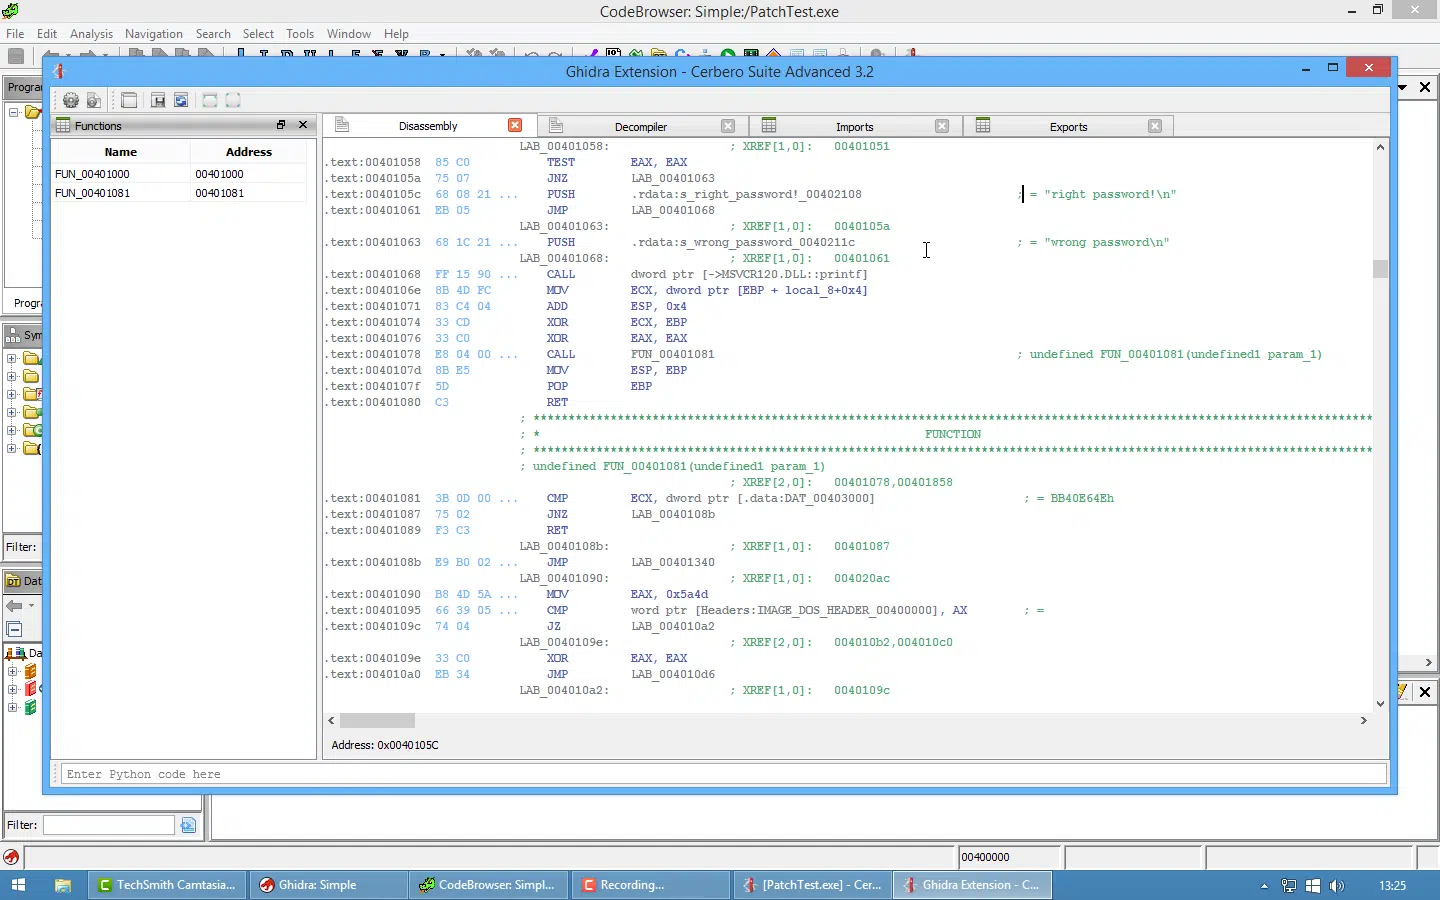 CodeBrowser: Simple:/PatchTest.exe
File Edit Analysis Navigation Search Select Tools Window Help
Ghidra Extension - Cerbero Suite Advanced 3.2
Functions
Name Address
FUN_00401000 00401000
FUN_00401081 00401081
Disassembly Decompiler Imports Exports
LAB_00401058: ; XREF[1,0]: 00401051
.text:00401058 85 C0 TEST EAX, EAX
.text:0040105a 75 07 JNZ LAB_00401063
.text:0040105c 68 08 21 ... PUSH .rdata:s_right_password!_00402108 ; = "right password!\n"
.text:00401061 EB 05 JMP LAB_00401068
LAB_00401063: ; XREF[1,0]: 0040105a
.text:00401063 68 1C 21 ... PUSH .rdata:s_wrong_password_0040211c ; = "wrong password\n"
LAB_00401068: ; XREF[1,0]: 00401061
.text:00401068 FF 15 90 ... CALL dword ptr [->MSVCR120.DLL::printf]
.text:0040106e 8B 4D FC MOV ECX, dword ptr [EBP + local_8+0x4]
.text:00401071 83 C4 04 ADD ESP, 0x4
.text:00401074 33 CD XOR ECX, EBP
.text:00401076 33 C0 XOR EAX, EAX
.text:00401078 E8 04 00 ... CALL FUN_00401081 ; undefined FUN_00401081(undefined1 param_1)
.text:0040107d 8B E5 MOV ESP, EBP
.text:0040107f 5D POP EBP
.text:00401080 C3 RET
; ************************************************************************************************************************
; * FUNCTION
; ************************************************************************************************************************
; undefined FUN_00401081(undefined1 param_1)
; XREF[2,0]: 00401078,00401858
.text:00401081 3B 0D 00 ... CMP ECX, dword ptr [.data:DAT_00403000] ; = BB40E64Eh
.text:00401087 75 02 JNZ LAB_0040108b
.text:00401089 F3 C3 RET
LAB_0040108b: ; XREF[1,0]: 00401087
.text:0040108b E9 B0 02 ... JMP LAB_00401340
LAB_00401090: ; XREF[1,0]: 004020ac
.text:00401090 B8 4D 5A ... MOV EAX, 0x5a4d
.text:00401095 66 39 05 ... CMP word ptr [Headers:IMAGE_DOS_HEADER_00400000], AX ; =
.text:0040109c 74 04 JZ LAB_004010a2
LAB_0040109e: ; XREF[2,0]: 004010b2,004010c0
.text:0040109e 33 C0 XOR EAX, EAX
.text:004010a0 EB 34 JMP LAB_004010d6
LAB_004010a2: ; XREF[1,0]: 0040109c
Address: 0x0040105C
Enter Python code here
Progra
Progr
Sym
Filter:
Dat
Da
Filter:
00400000
TechSmith Camtasia... Ghidra: Simple CodeBrowser: Simpl... Recording... [PatchTest.exe] - Cer... Ghidra Extension - C... 13:25